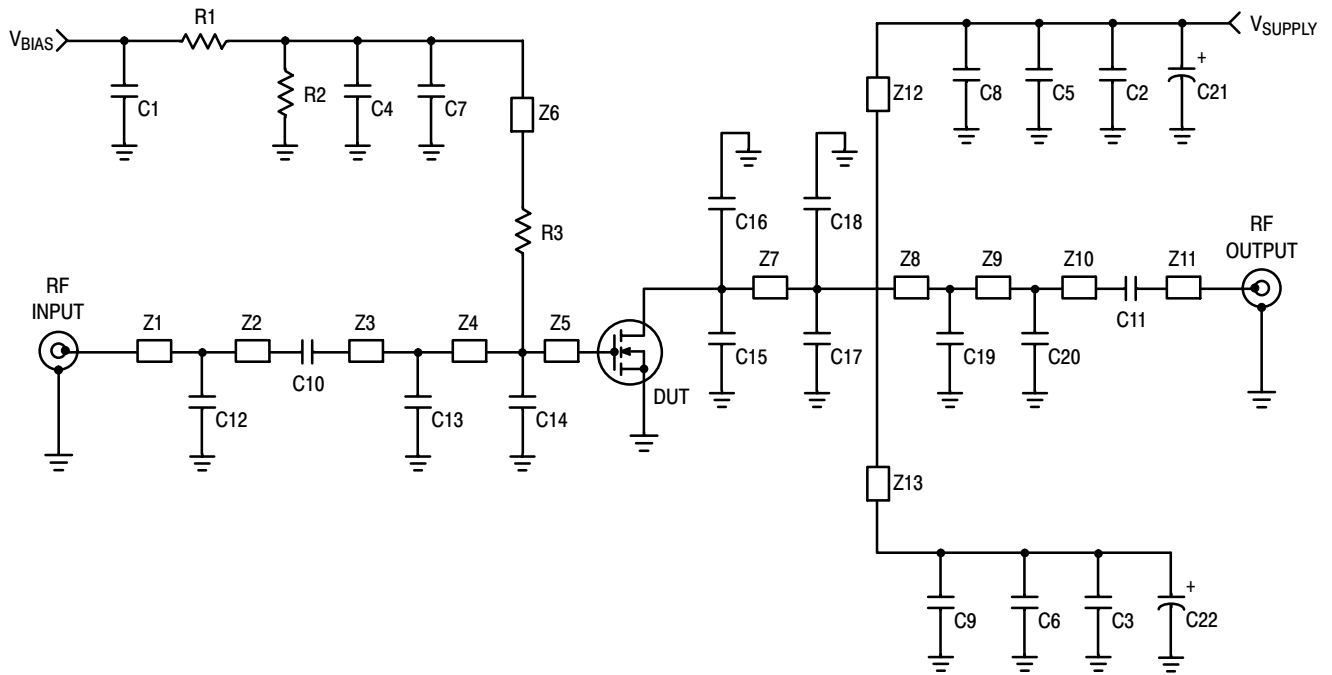 R1
V_BIAS
C1
R2
C4
C7
Z6
R3
Z12
C8
C5
C2
+
C21
V_SUPPLY
C16
C18
RF
INPUT
Z1
Z2
Z3
Z4
Z5
C12
C10
C13
C14
DUT
Z7
C15
C17
Z8
Z9
Z10
Z11
C11
C19
C20
RF
OUTPUT
Z13
C9
C6
C3
+
C22